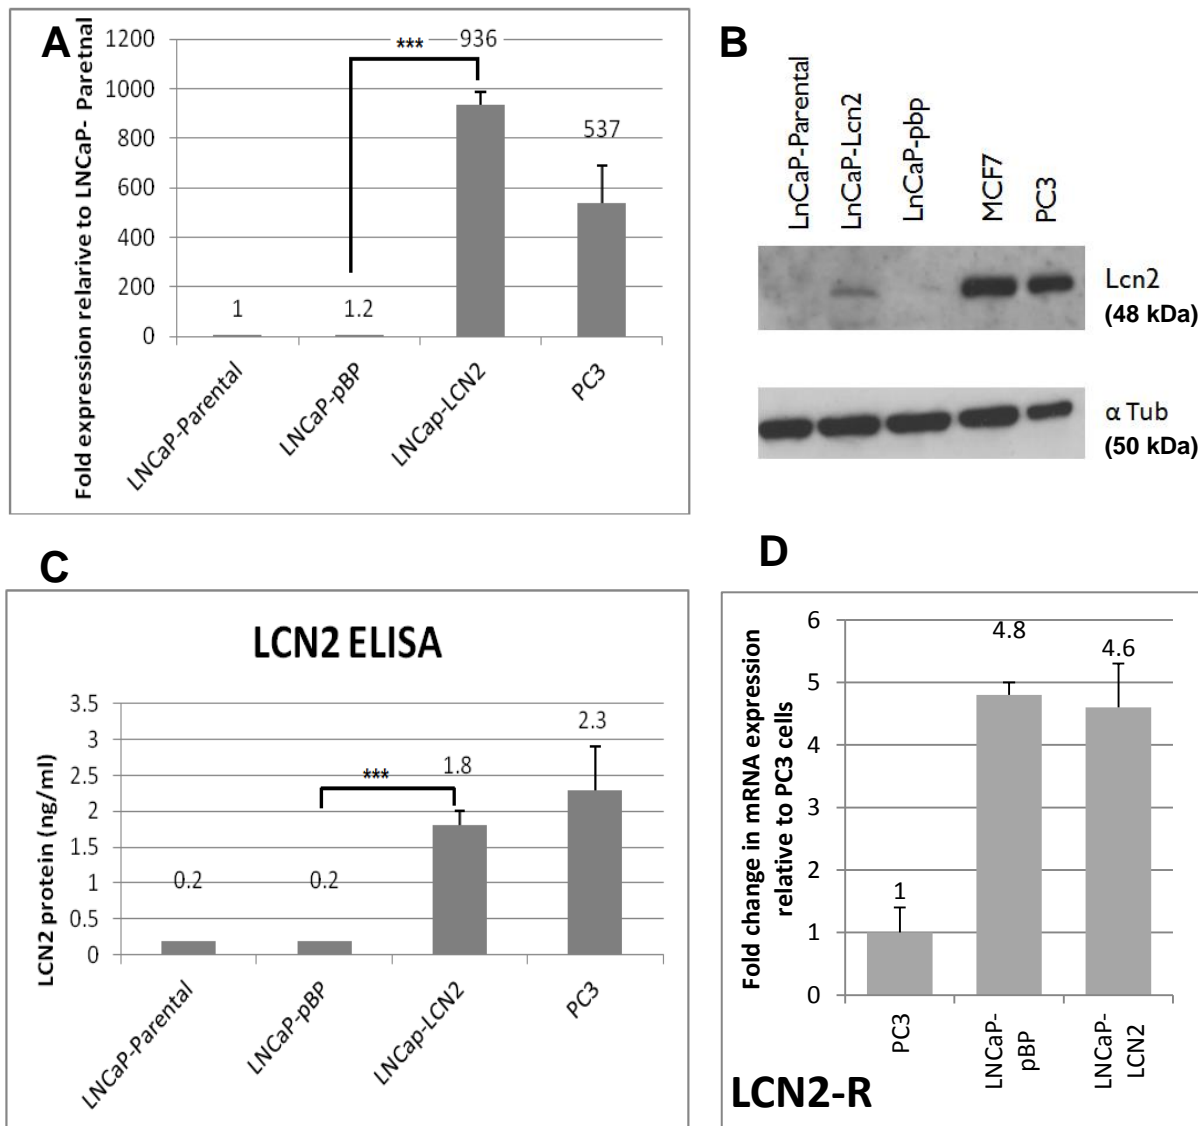 A
Fold expression relarive to LNCaP- Paretnal
1200
1000
800
600
400
200
0
1
1.2
***
936
537
LNCaP-Parental
LNCaP-pBP
LNCap-LCN2
PC3
B
LnCaP-Parental
LnCaP-Lcn2
LnCaP-pbp
MCF7
PC3
Lcn2
(48 kDa)
α Tub
(50 kDa)
C
LCN2 ELISA
LCN2 protein (ng/ml)
3.5
3
2.5
2
1.5
1
0.5
0
0.2
0.2
***
1.8
2.3
LNCaP-Parental
LNCaP-pBP
LNCap-LCN2
PC3
D
Fold change in mRNA expression
relative to PC3 cells
6
5
4
3
2
1
0
1
4.8
4.6
PC3
LNCaP-
pBP
LNCaP-
LCN2
LCN2-R